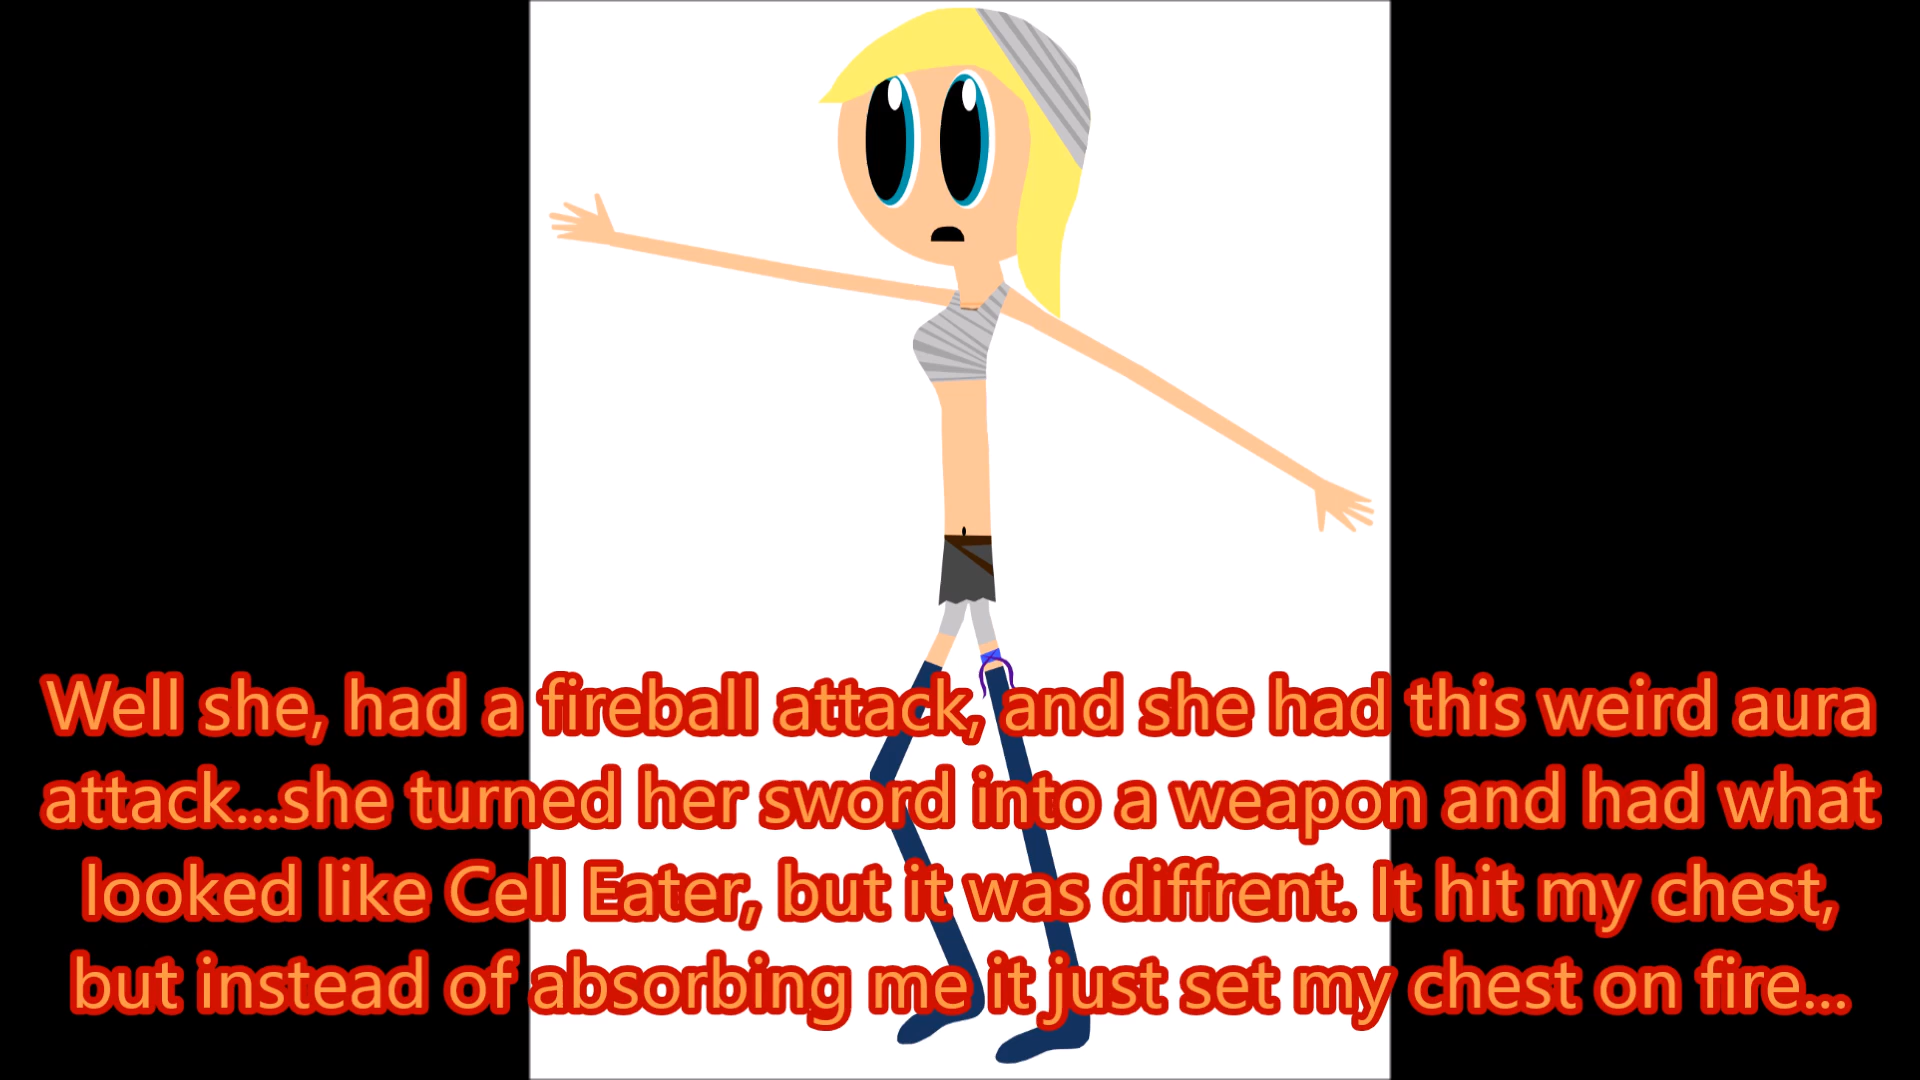 Well she, had a fireball attack, and she had this weird aura
attack...she turned her sword into a weapon and had what
looked like Cell Eater, but it was diffrent. It hit my chest,
but instead of absorbing me it just set my chest on fire...